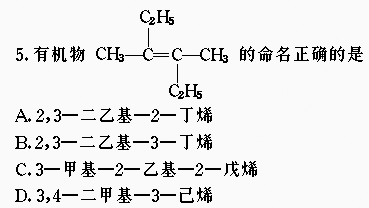 C₂H₅
5.有机物 CH₃—C=C—CH₃ 的命名正确的是
C₂H₅
A.2,3—二乙基—2—丁烯
B.2,3—二乙基—3—丁烯
C.3—甲基—2—乙基—2—戊烯
D.3,4—二甲基—3—己烯